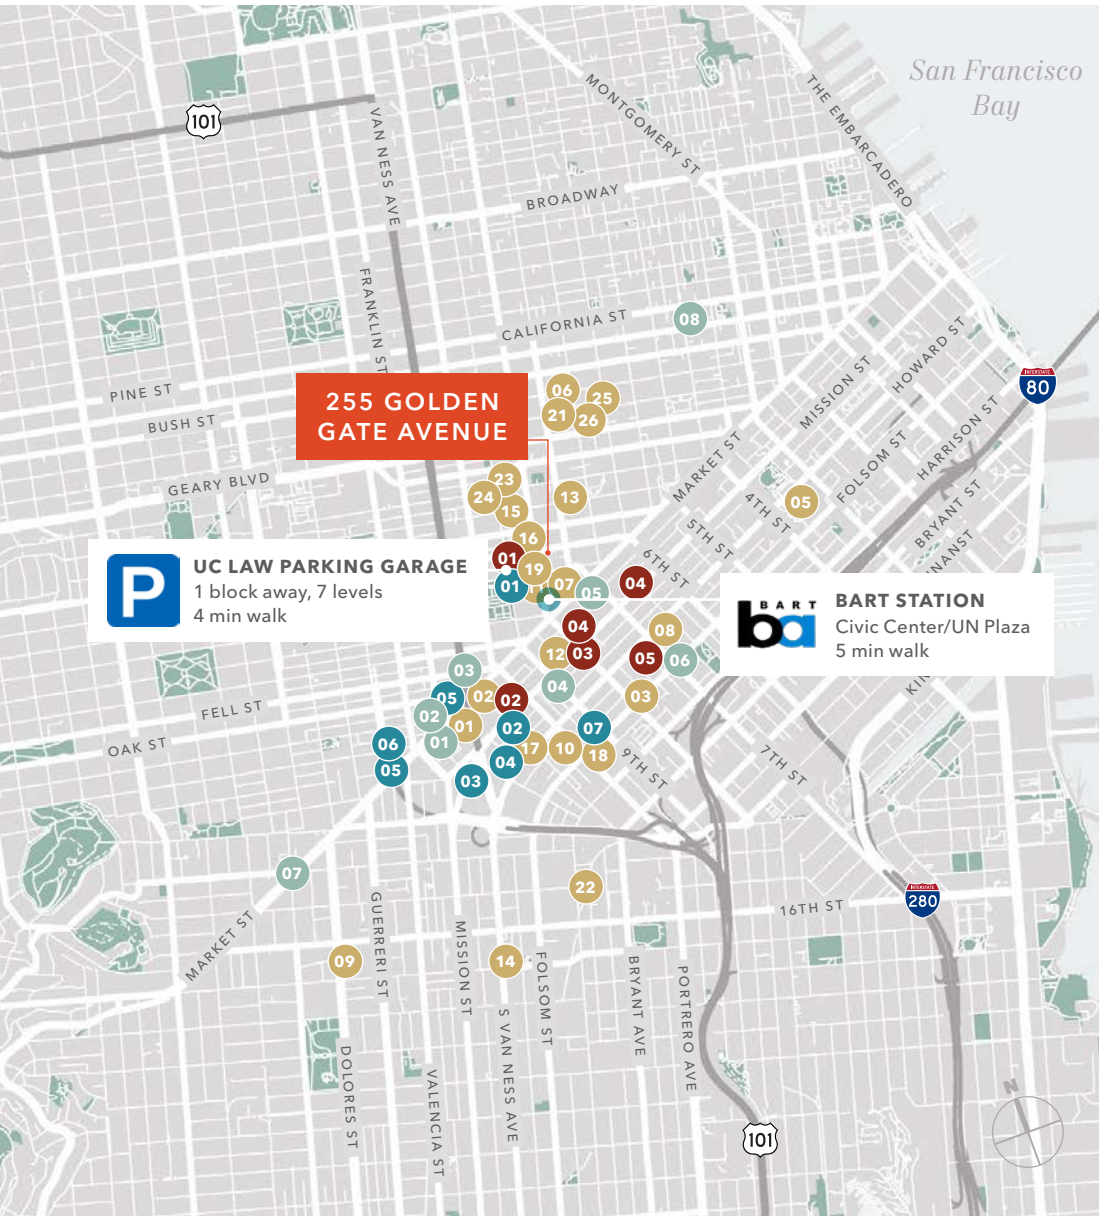 San Francisco
Bay
101
VAN NESS AVE
MONTGOMERY ST
THE EMBARCADERO
BROADWAY
FRANKLIN ST
CALIFORNIA ST
08
PINE ST
BUSH ST
GEARY BLVD
255 GOLDEN
GATE AVENUE
06
25
21
26
MISSION ST
HOWARD ST
INTERSTATE
80
MARKET ST
FOLSOM ST
HARRISON ST
23
24
15
13
05
4TH ST
5TH ST
6TH ST
BRYANT ST
16
01
19
01
07
05
04
UC LAW PARKING GARAGE
1 block away, 7 levels
4 min walk
P
BART
ba
BART STATION
Civic Center/UN Plaza
5 min walk
04
08
12
03
05
06
03
04
03
05
02
02
02
01
01
02
07
17
10
18
04
06
05
03
FELL ST
OAK ST
9TH ST
7TH ST
07
22
16TH ST
INTERSTATE
280
MARKET ST
GUERRERI ST
MISSION ST
09
14
FOLSOM ST
BRYANT AVE
PORTRERO AVE
S VAN NESS AVE
DOLORES ST
VALENCIA ST
101
N